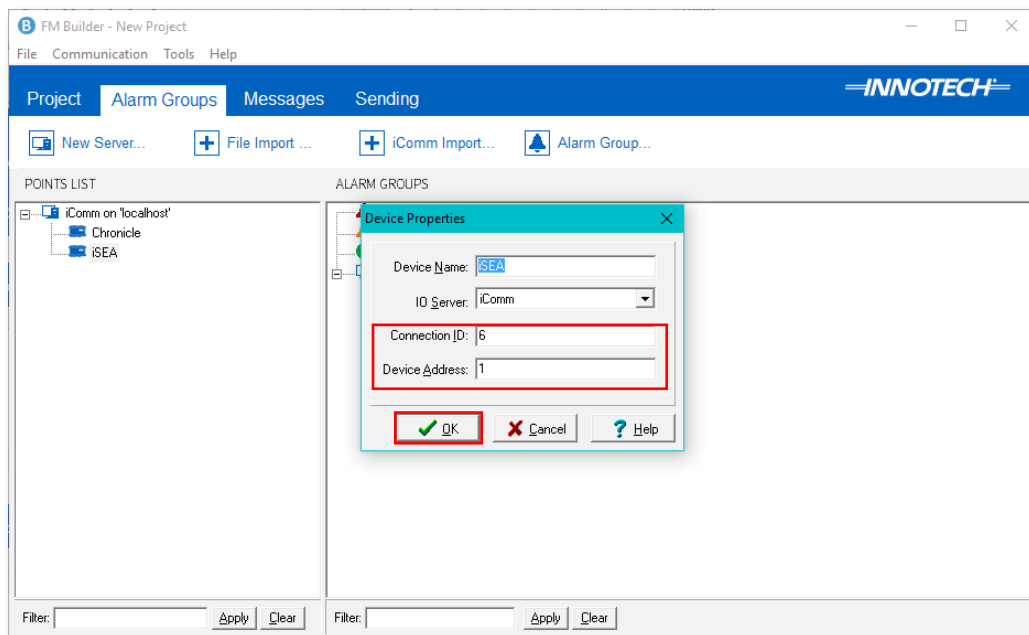 FM Builder - New Project
File Communication Tools Help
Project Alarm Groups Messages Sending INNOTECH
New Server... File Import ... iComm Import... Alarm Group...
POINTS LIST ALARM GROUPS
iComm on 'localhost'
Chronicle
iSEA
Device Properties
Device Name: iSEA
IO Server: iComm
Connection ID: 6
Device Address: 1
OK Cancel Help
Filter: Apply Clear Filter: Apply Clear